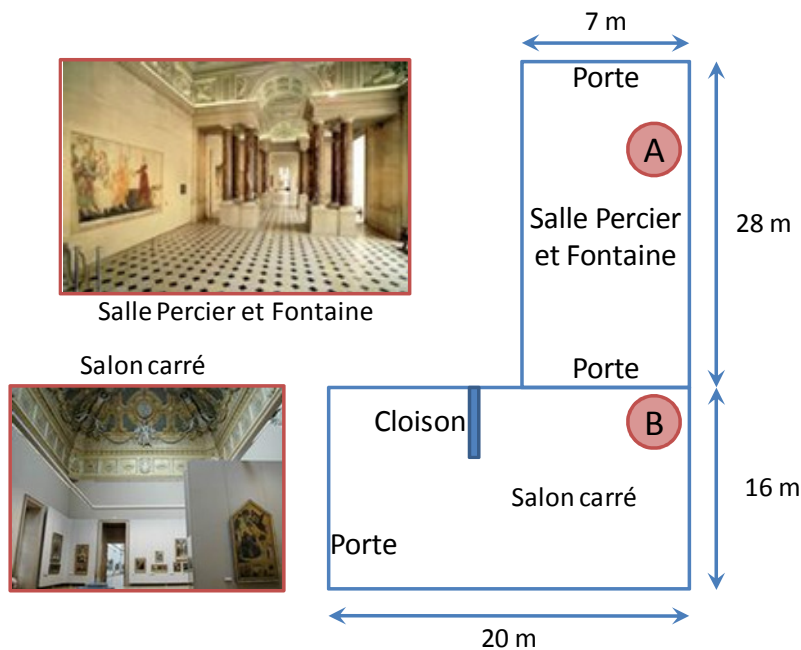 7 m
Porte
A
Salle Percier
et Fontaine
28 m
Salle Percier et Fontaine
Salon carré
Porte
Cloison
B
Salon carré
16 m
Porte
20 m